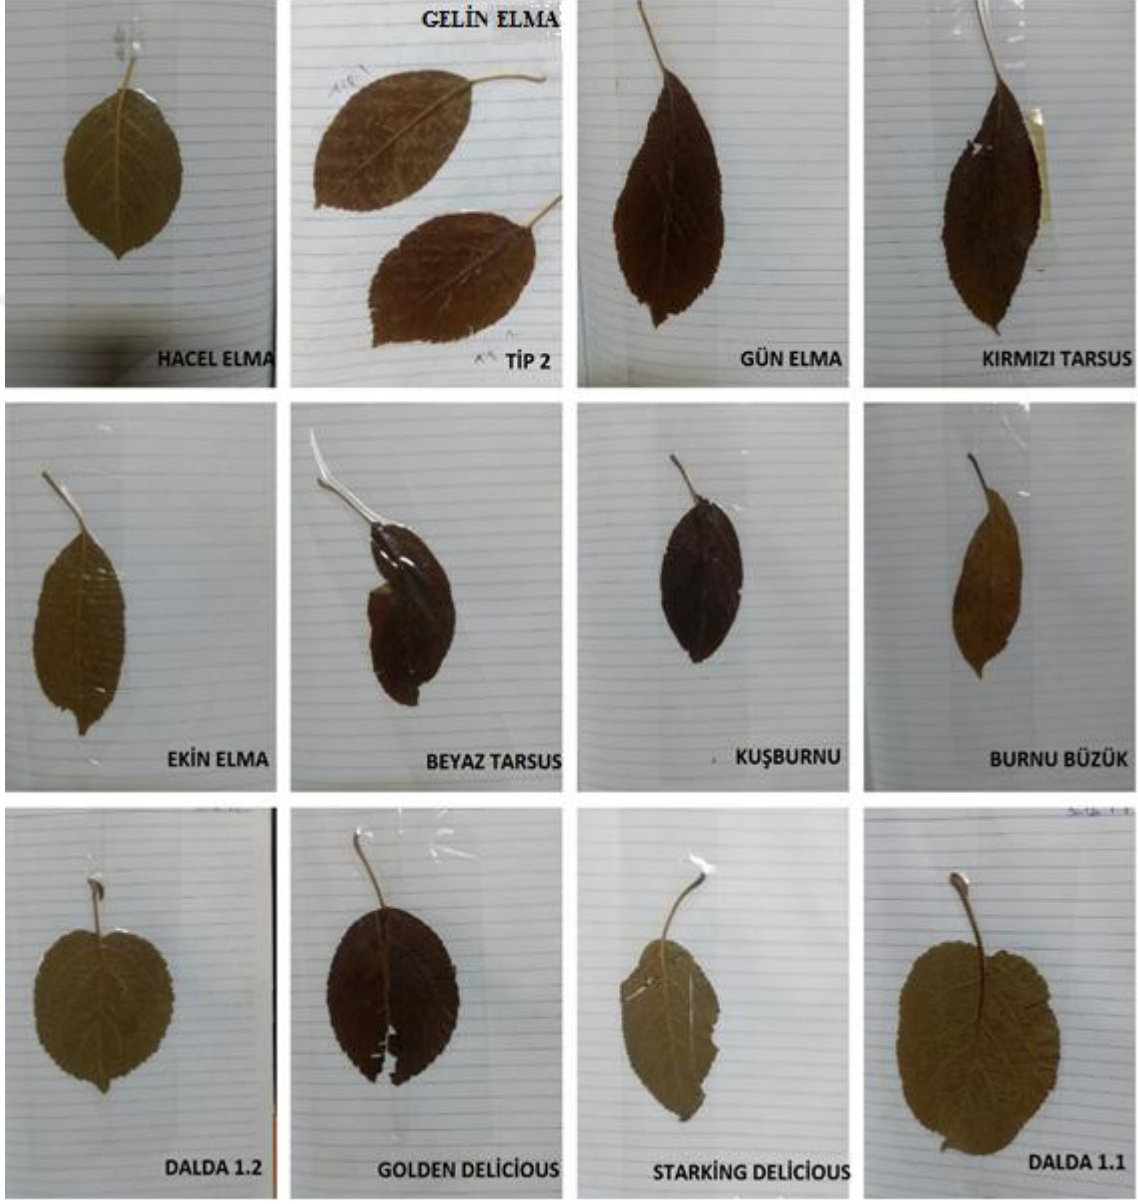 GELİN ELMA
HACEL ELMA
TİP 2
GÜN ELMA
KIRMIZI TARSUS
EKİN ELMA
BEYAZ TARSUS
KUŞBURNU
BURNU BÜZÜK
DALDA 1.2
GOLDEN DELİCİOUS
STARKİNG DELİCİOUS
DALDA 1.1